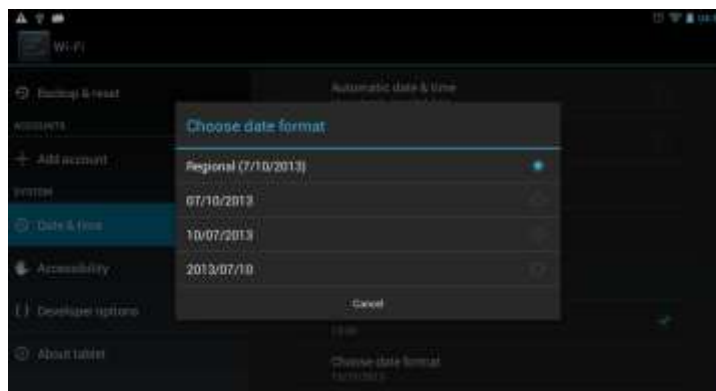 Wi-Fi
Backup & reset
Automatic date & time
ACCOUNTS
Choose date format
Add account
Regional (7/10/2013)
SYSTEM
07/10/2013
Date & time
10/07/2013
Accessibility
2013/07/10
Cancel
Developer options
About tablet
Choose date format